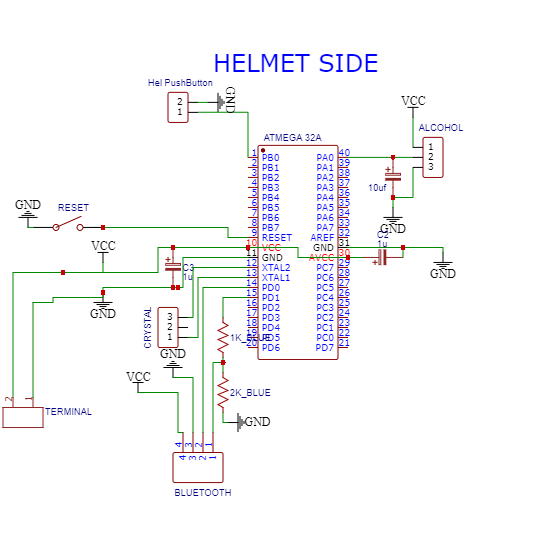 HELMET SIDE
Hel PushButton
2
1
GND
VCC
ALCOHOL
1
2
3
10uf
GND
ATMEGA 32A
1 PB0 PA0 40
2 PB1 PA1 39
3 PB2 PA2 38
4 PB3 PA3 37
5 PB4 PA4 36
6 PB5 PA5 35
7 PB6 PA6 34
8 PB7 PA7 33
9 RESET AREF 32
10 VCC GND 31
11 GND AVCC 30
12 XTAL2 PC7 29
13 XTAL1 PC6 28
14 PD0 PC5 27
15 PD1 PC4 26
16 PD2 PC3 25
17 PD3 PC2 24
18 PD4 PC1 23
19 PD5 PC0 22
20 PD6 PD7 21
C2
1u
GND
GND
RESET
VCC
C3
1u
GND
CRYSTAL
3
2
1
GND
1K_BLUE
VCC
2K_BLUE
GND
2
1
TERMINAL
4 3 2 1
4 3 2 1
BLUETOOTH